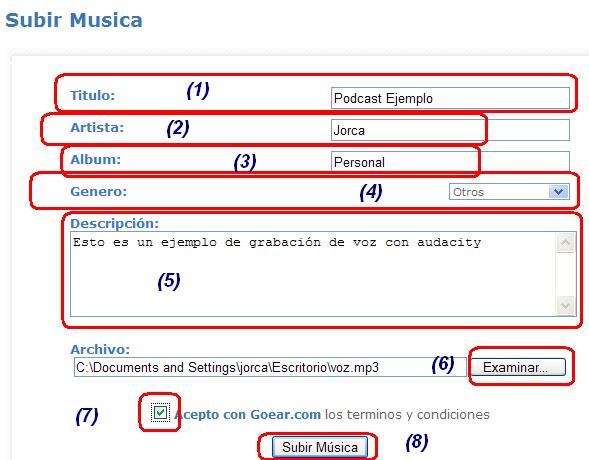 Subir Musica
Titulo: (1) Podcast Ejemplo
Artista: (2) Jorca
Album: (3) Personal
Genero: (4) Otros
Descripción:
Esto es un ejemplo de grabación de voz con audacity
(5)
Archivo:
C:\Documents and Settings\jorca\Escritorio\voz.mp3 (6) Examinar...
(7) Acepto con Goear.com los terminos y condiciones
Subir Música (8)